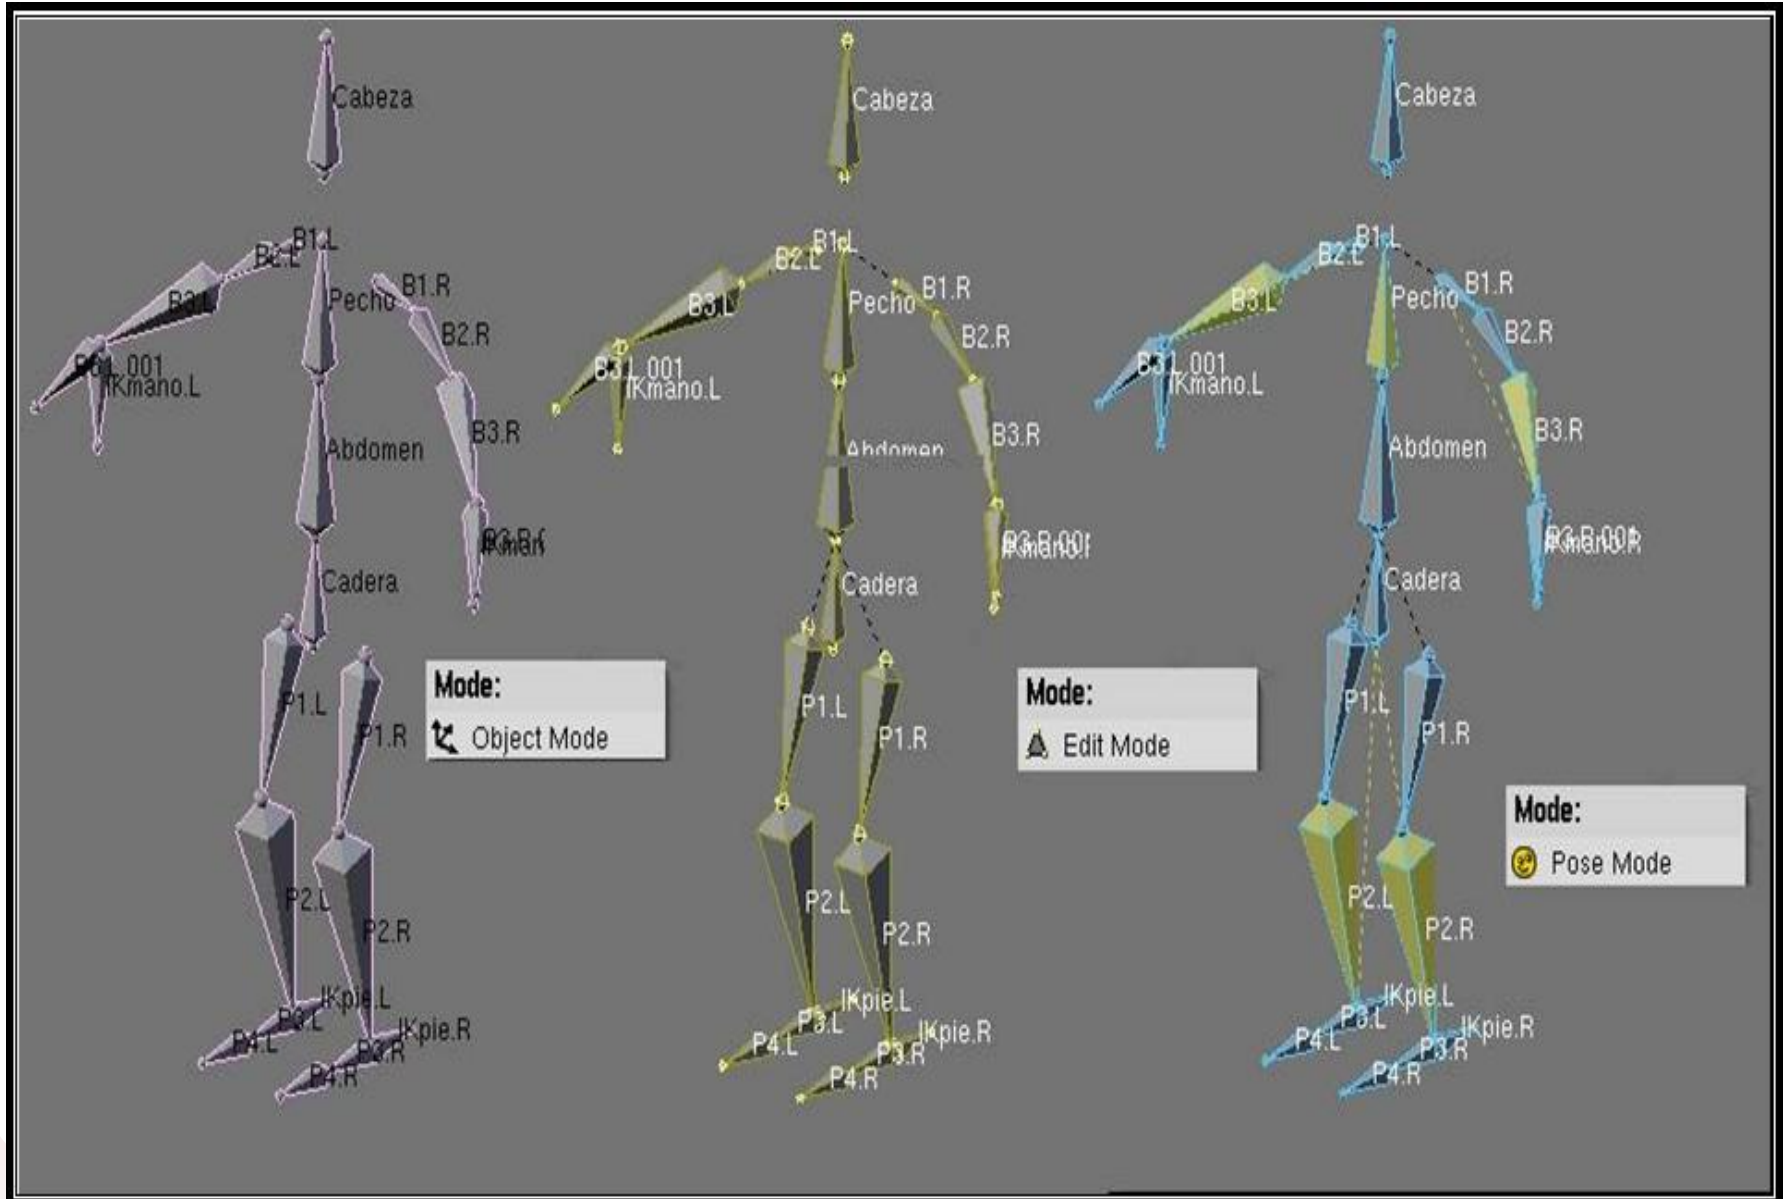 Cabeza
B1.L
B2.L
B3.L
Pecho
B1.R
B2.R
IKmano.L
B3.R
Abdomen
Cadera
P1.L
P1.R
Mode:
Object Mode
P2.L
P2.R
IKpie.L
P3.L
P4.L
IKpie.R
P3.R
P4.R
Cabeza
B1.L
B2.L
B3.L
Pecho
B1.R
B2.R
B3.L.001
IKmano.L
B3.R
Abdomen
Cadera
P1.L
P1.R
Mode:
Edit Mode
P2.L
P2.R
IKpie.L
P3.L
P4.L
IKpie.R
P3.R
P4.R
Cabeza
B1.L
B2.L
B3.L
Pecho
B1.R
B2.R
B3.L.001
IKmano.L
B3.R
Abdomen
Cadera
P1.L
P1.R
Mode:
Pose Mode
P2.L
P2.R
IKpie.L
P3.L
P4.L
IKpie.R
P3.R
P4.R